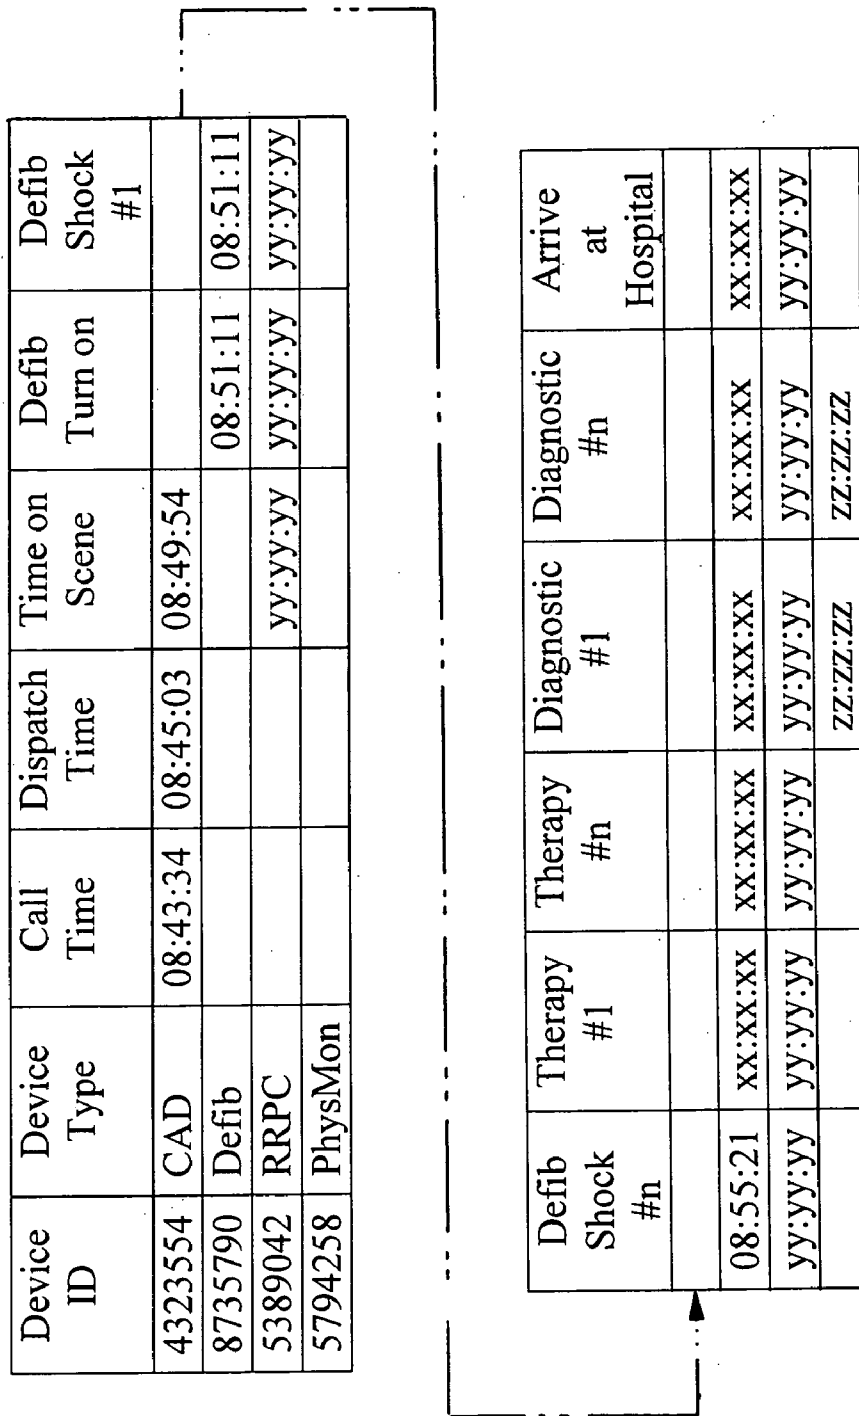 Device ID Device Type Call Time Dispatch Time Time on Scene Defib Turn on Defib Shock #1
4323554 CAD 08:43:34 08:45:03 08:49:54
8735790 Defib 08:51:11 08:51:11
5389042 RRPC yy:yy:yy yy:yy:yy yy:yy:yy
5794258 PhysMon
Defib Shock #n Therapy #1 Therapy #n Diagnostic #1 Diagnostic #n Arrive at Hospital
08:55:21 xx:xx:xx xx:xx:xx xx:xx:xx xx:xx:xx xx:xx:xx
yy:yy:yy yy:yy:yy yy:yy:yy yy:yy:yy yy:yy:yy yy:yy:yy
zz:zz:zz zz:zz:zz